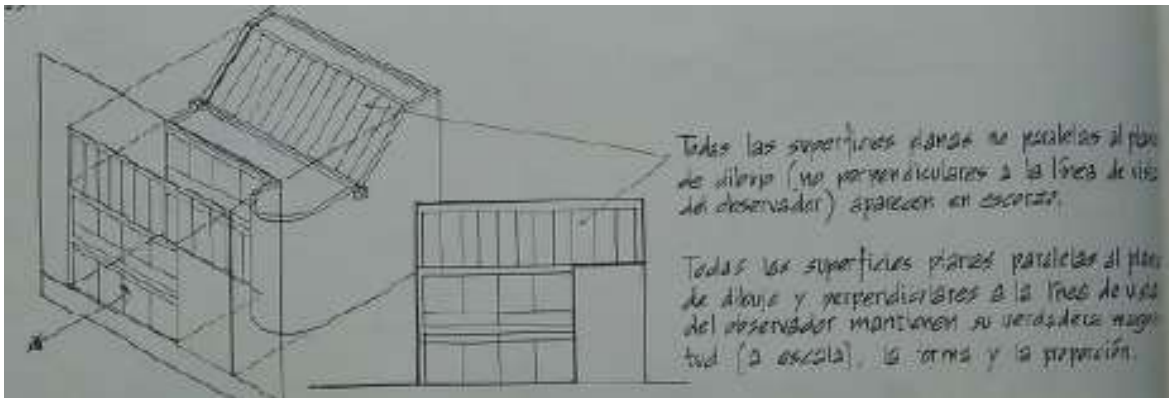 Todas las superficies planas no paralelas al plano
de dibujo (no perpendiculares a la línea de vista
del observador) aparecen en escorzo.
Todas las superficies planas paralelas al plano
de dibujo y perpendiculares a la línea de vista
del observador mantienen su verdadera magni-
tud (a escala), la forma y la proporción.